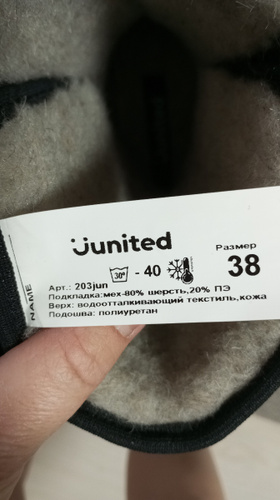 Junited
Размер
38
30° - 40
Арт.: 203jun
Подкладка:мех-80% шерсть,20% ПЭ
Верх: водоотталкивающий текстиль,кожа
Подошва: полиуретан
NAME